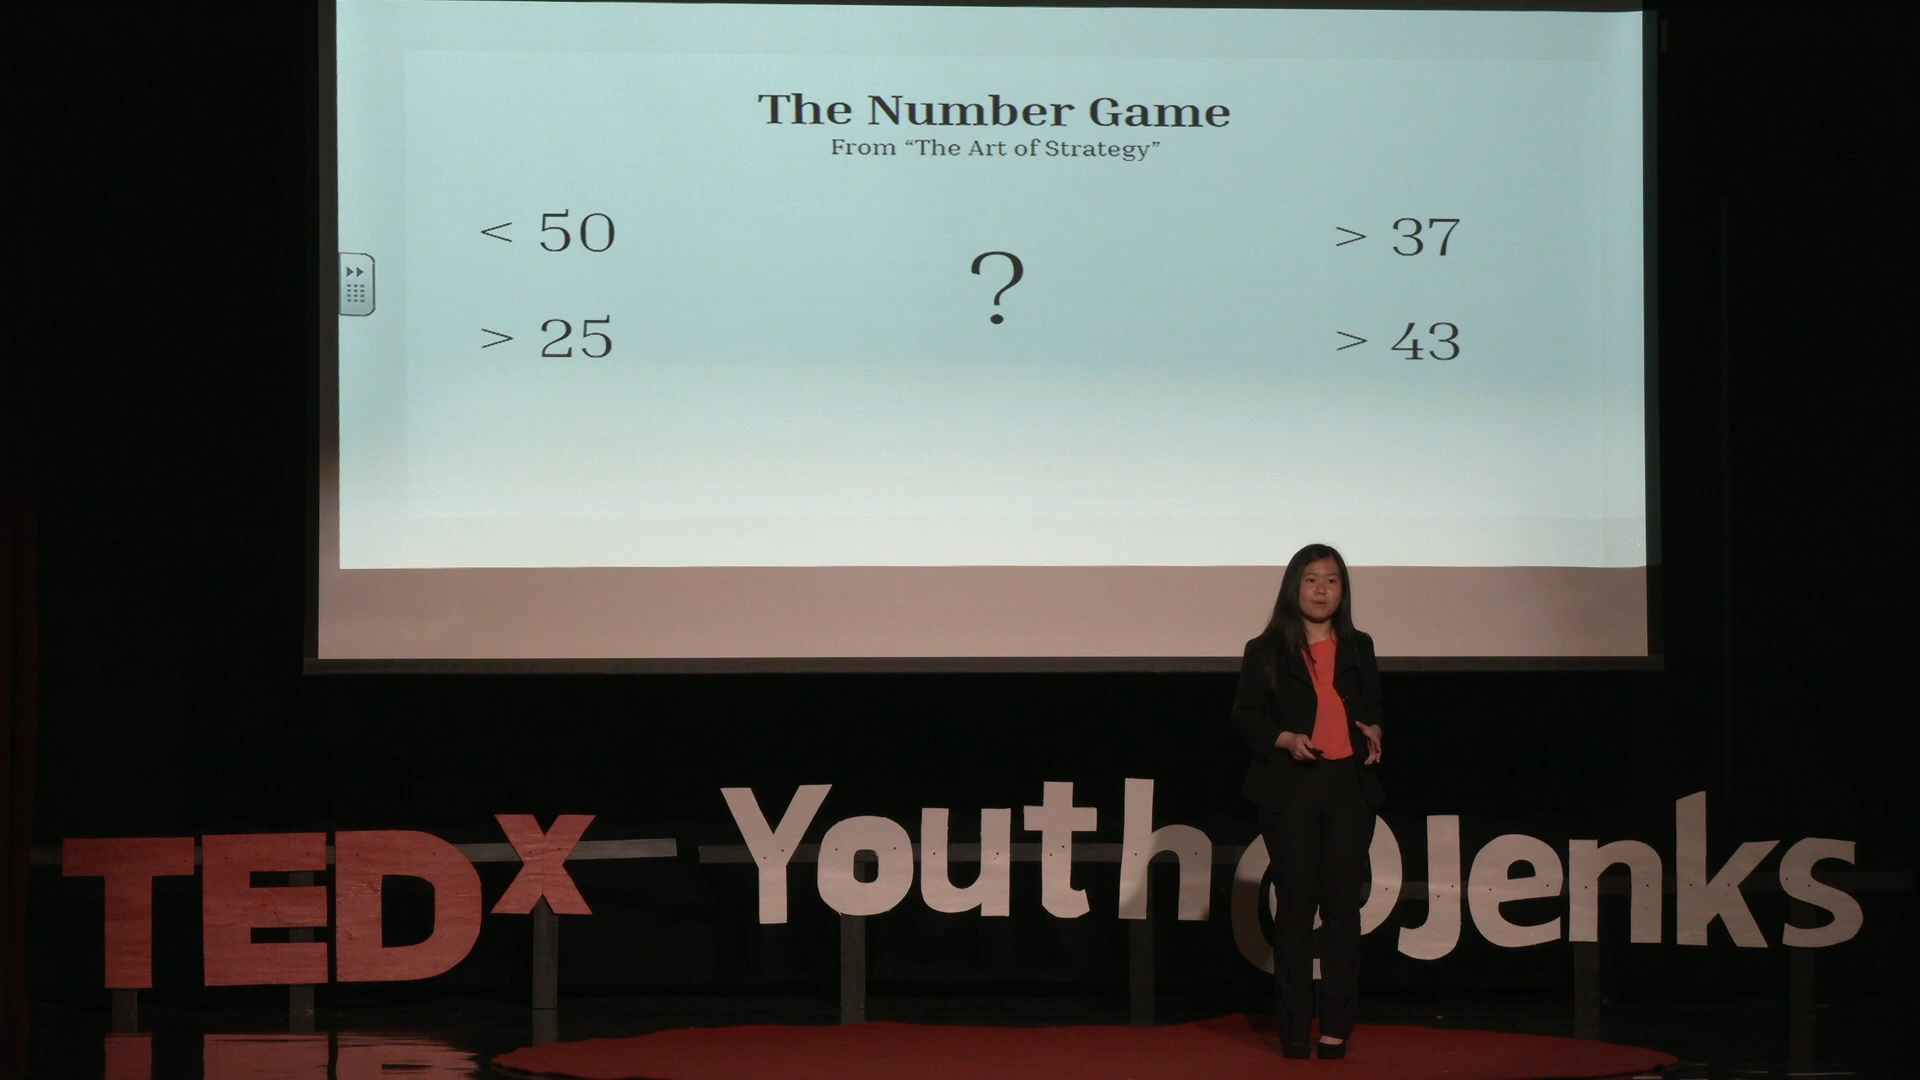 The Number Game
From “The Art of Strategy”
< 50
> 25
?
> 37
> 43
TEDx Youth@Jenks